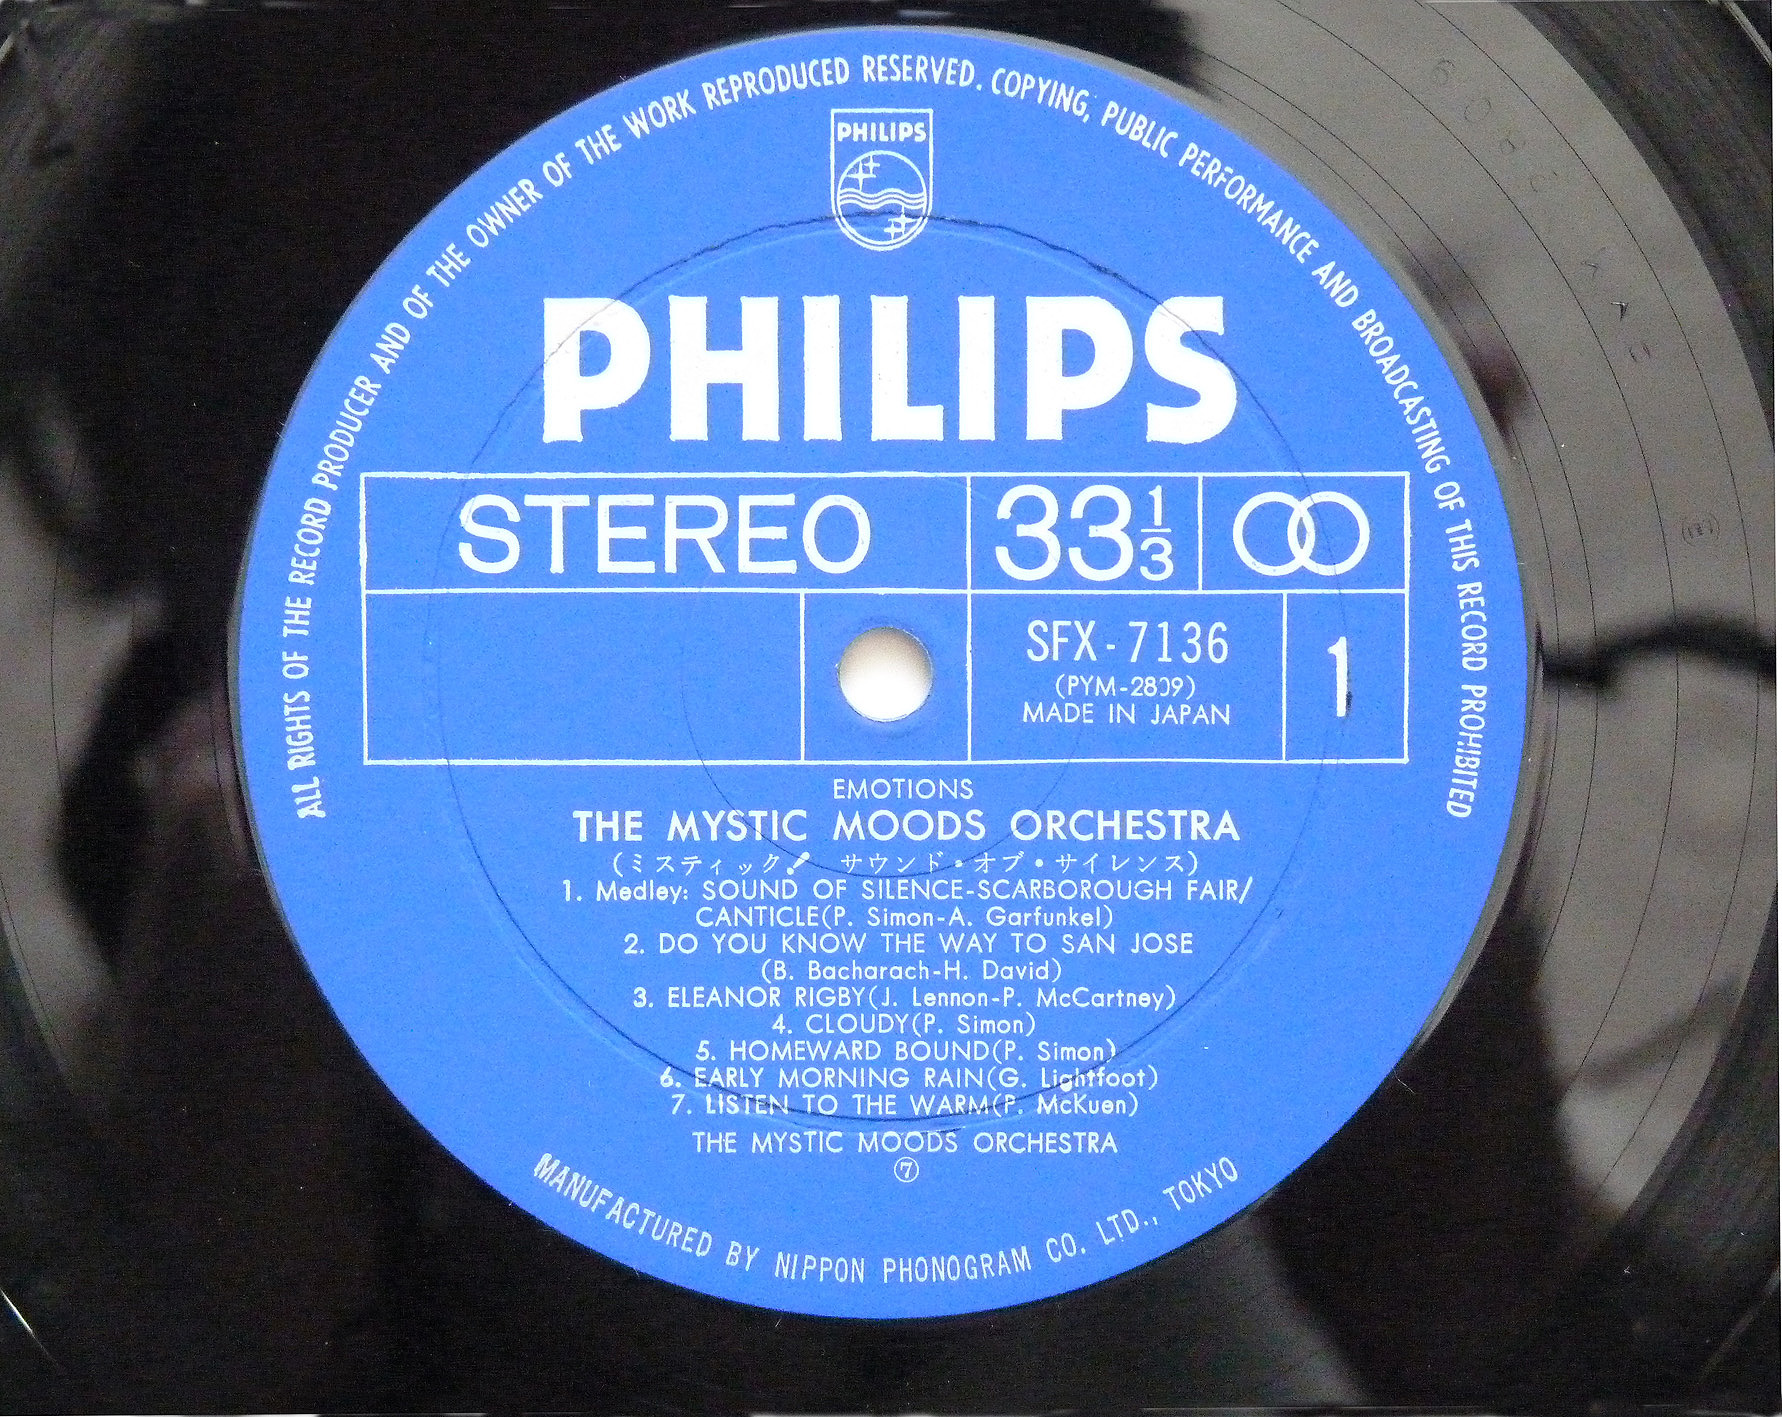 ALL RIGHTS OF THE RECORD PRODUCER AND OF THE OWNER OF THE WORK REPRODUCED RESERVED. COPYING, PUBLIC PERFORMANCE AND BROADCASTING OF THIS RECORD PROHIBITED
PHILIPS
PHILIPS
STEREO 33 1/3
SFX-7136 1
(PYM-2809)
MADE IN JAPAN
EMOTIONS
THE MYSTIC MOODS ORCHESTRA
(ミスティック! サウンド・オブ・サイレンス)
1. Medley: SOUND OF SILENCE-SCARBOROUGH FAIR/
CANTICLE(P. Simon-A. Garfunkel)
2. DO YOU KNOW THE WAY TO SAN JOSE
(B. Bacharach-H. David)
3. ELEANOR RIGBY(J. Lennon-P. McCartney)
4. CLOUDY(P. Simon)
5. HOMEWARD BOUND(P. Simon)
6. EARLY MORNING RAIN(G. Lightfoot)
7. LISTEN TO THE WARM(P. McKuen)
THE MYSTIC MOODS ORCHESTRA
⑦
MANUFACTURED BY NIPPON PHONOGRAM CO. LTD., TOKYO